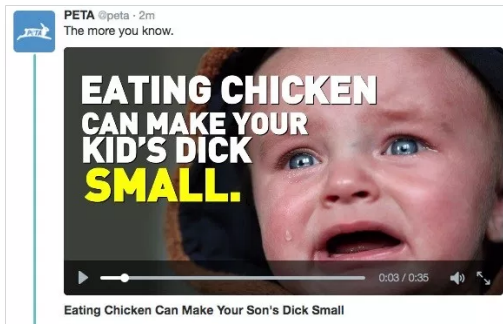 PETA @peta · 2m
The more you know.
PETA
EATING CHICKEN
CAN MAKE YOUR
KID'S DICK
SMALL.
0:03 / 0:35
Eating Chicken Can Make Your Son's Dick Small